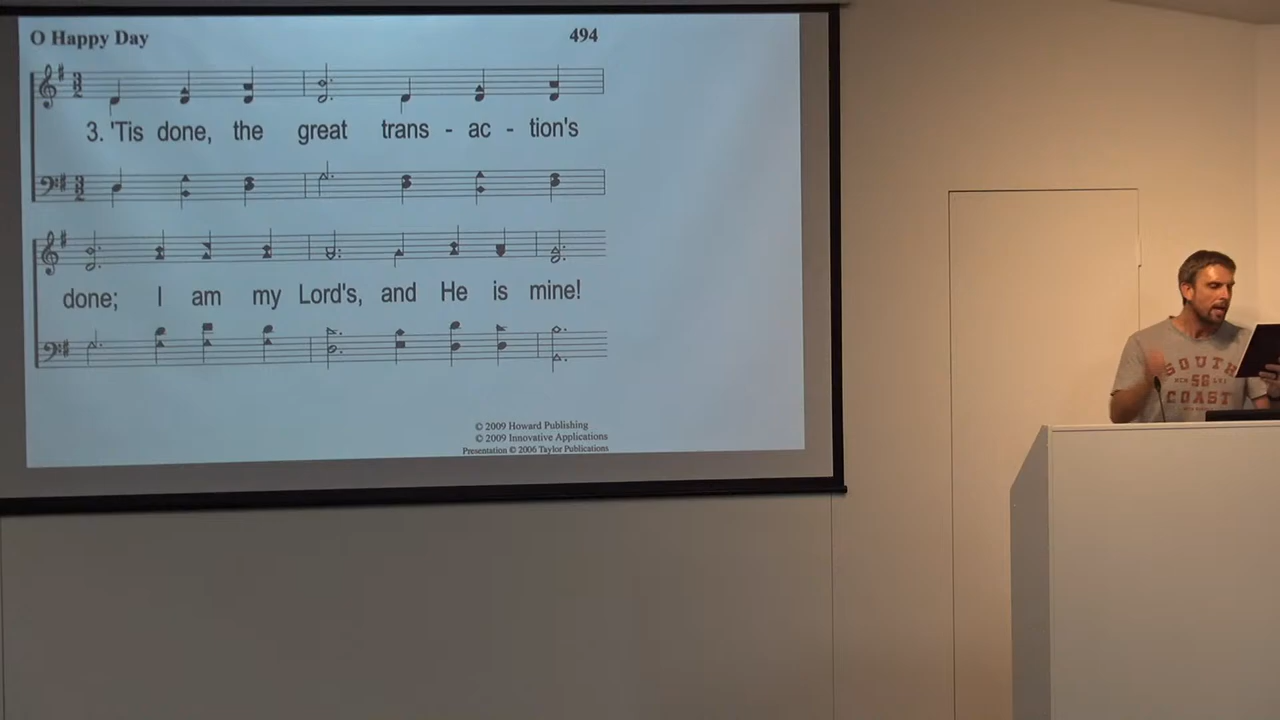 O Happy Day 494
3. 'Tis done, the great trans - ac - tion's
done; I am my Lord's, and He is mine!
© 2009 Howard Publishing
© 2009 Innovative Applications
Presentation © 2006 Taylor Publications
SOUTH
SG
COAST